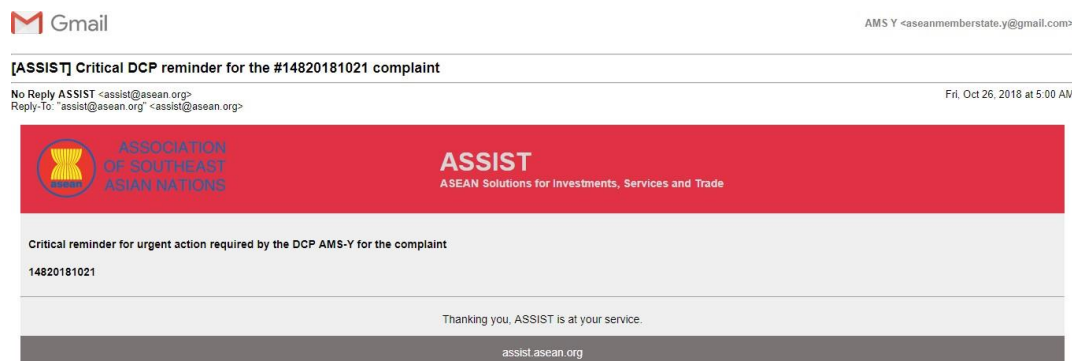 Gmail
AMS Y <aseanmemberstate.y@gmail.com>
[ASSIST] Critical DCP reminder for the #14820181021 complaint
No Reply ASSIST <assist@asean.org>
Fri, Oct 26, 2018 at 5:00 AM
Reply-To: "assist@asean.org" <assist@asean.org>
ASSOCIATION
OF SOUTHEAST
ASIAN NATIONS
asean
ASSIST
ASEAN Solutions for Investments, Services and Trade
Critical reminder for urgent action required by the DCP AMS-Y for the complaint
14820181021
Thanking you, ASSIST is at your service.
assist.asean.org